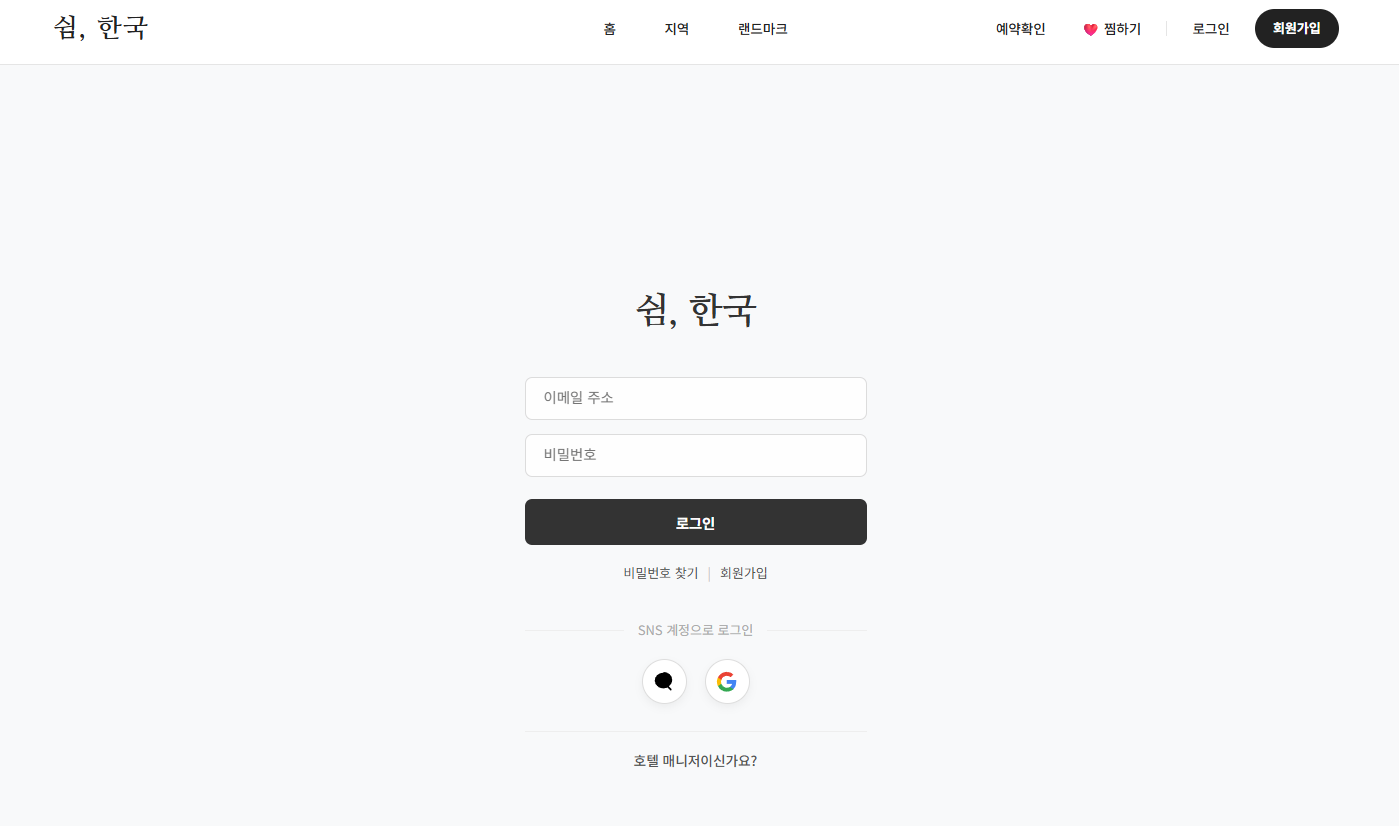 쉼, 한국 홈 지역 랜드마크 예약확인 찜하기 로그인 회원가입
쉼, 한국
이메일 주소
비밀번호
로그인
비밀번호 찾기 | 회원가입
SNS 계정으로 로그인
호텔 매니저이신가요?